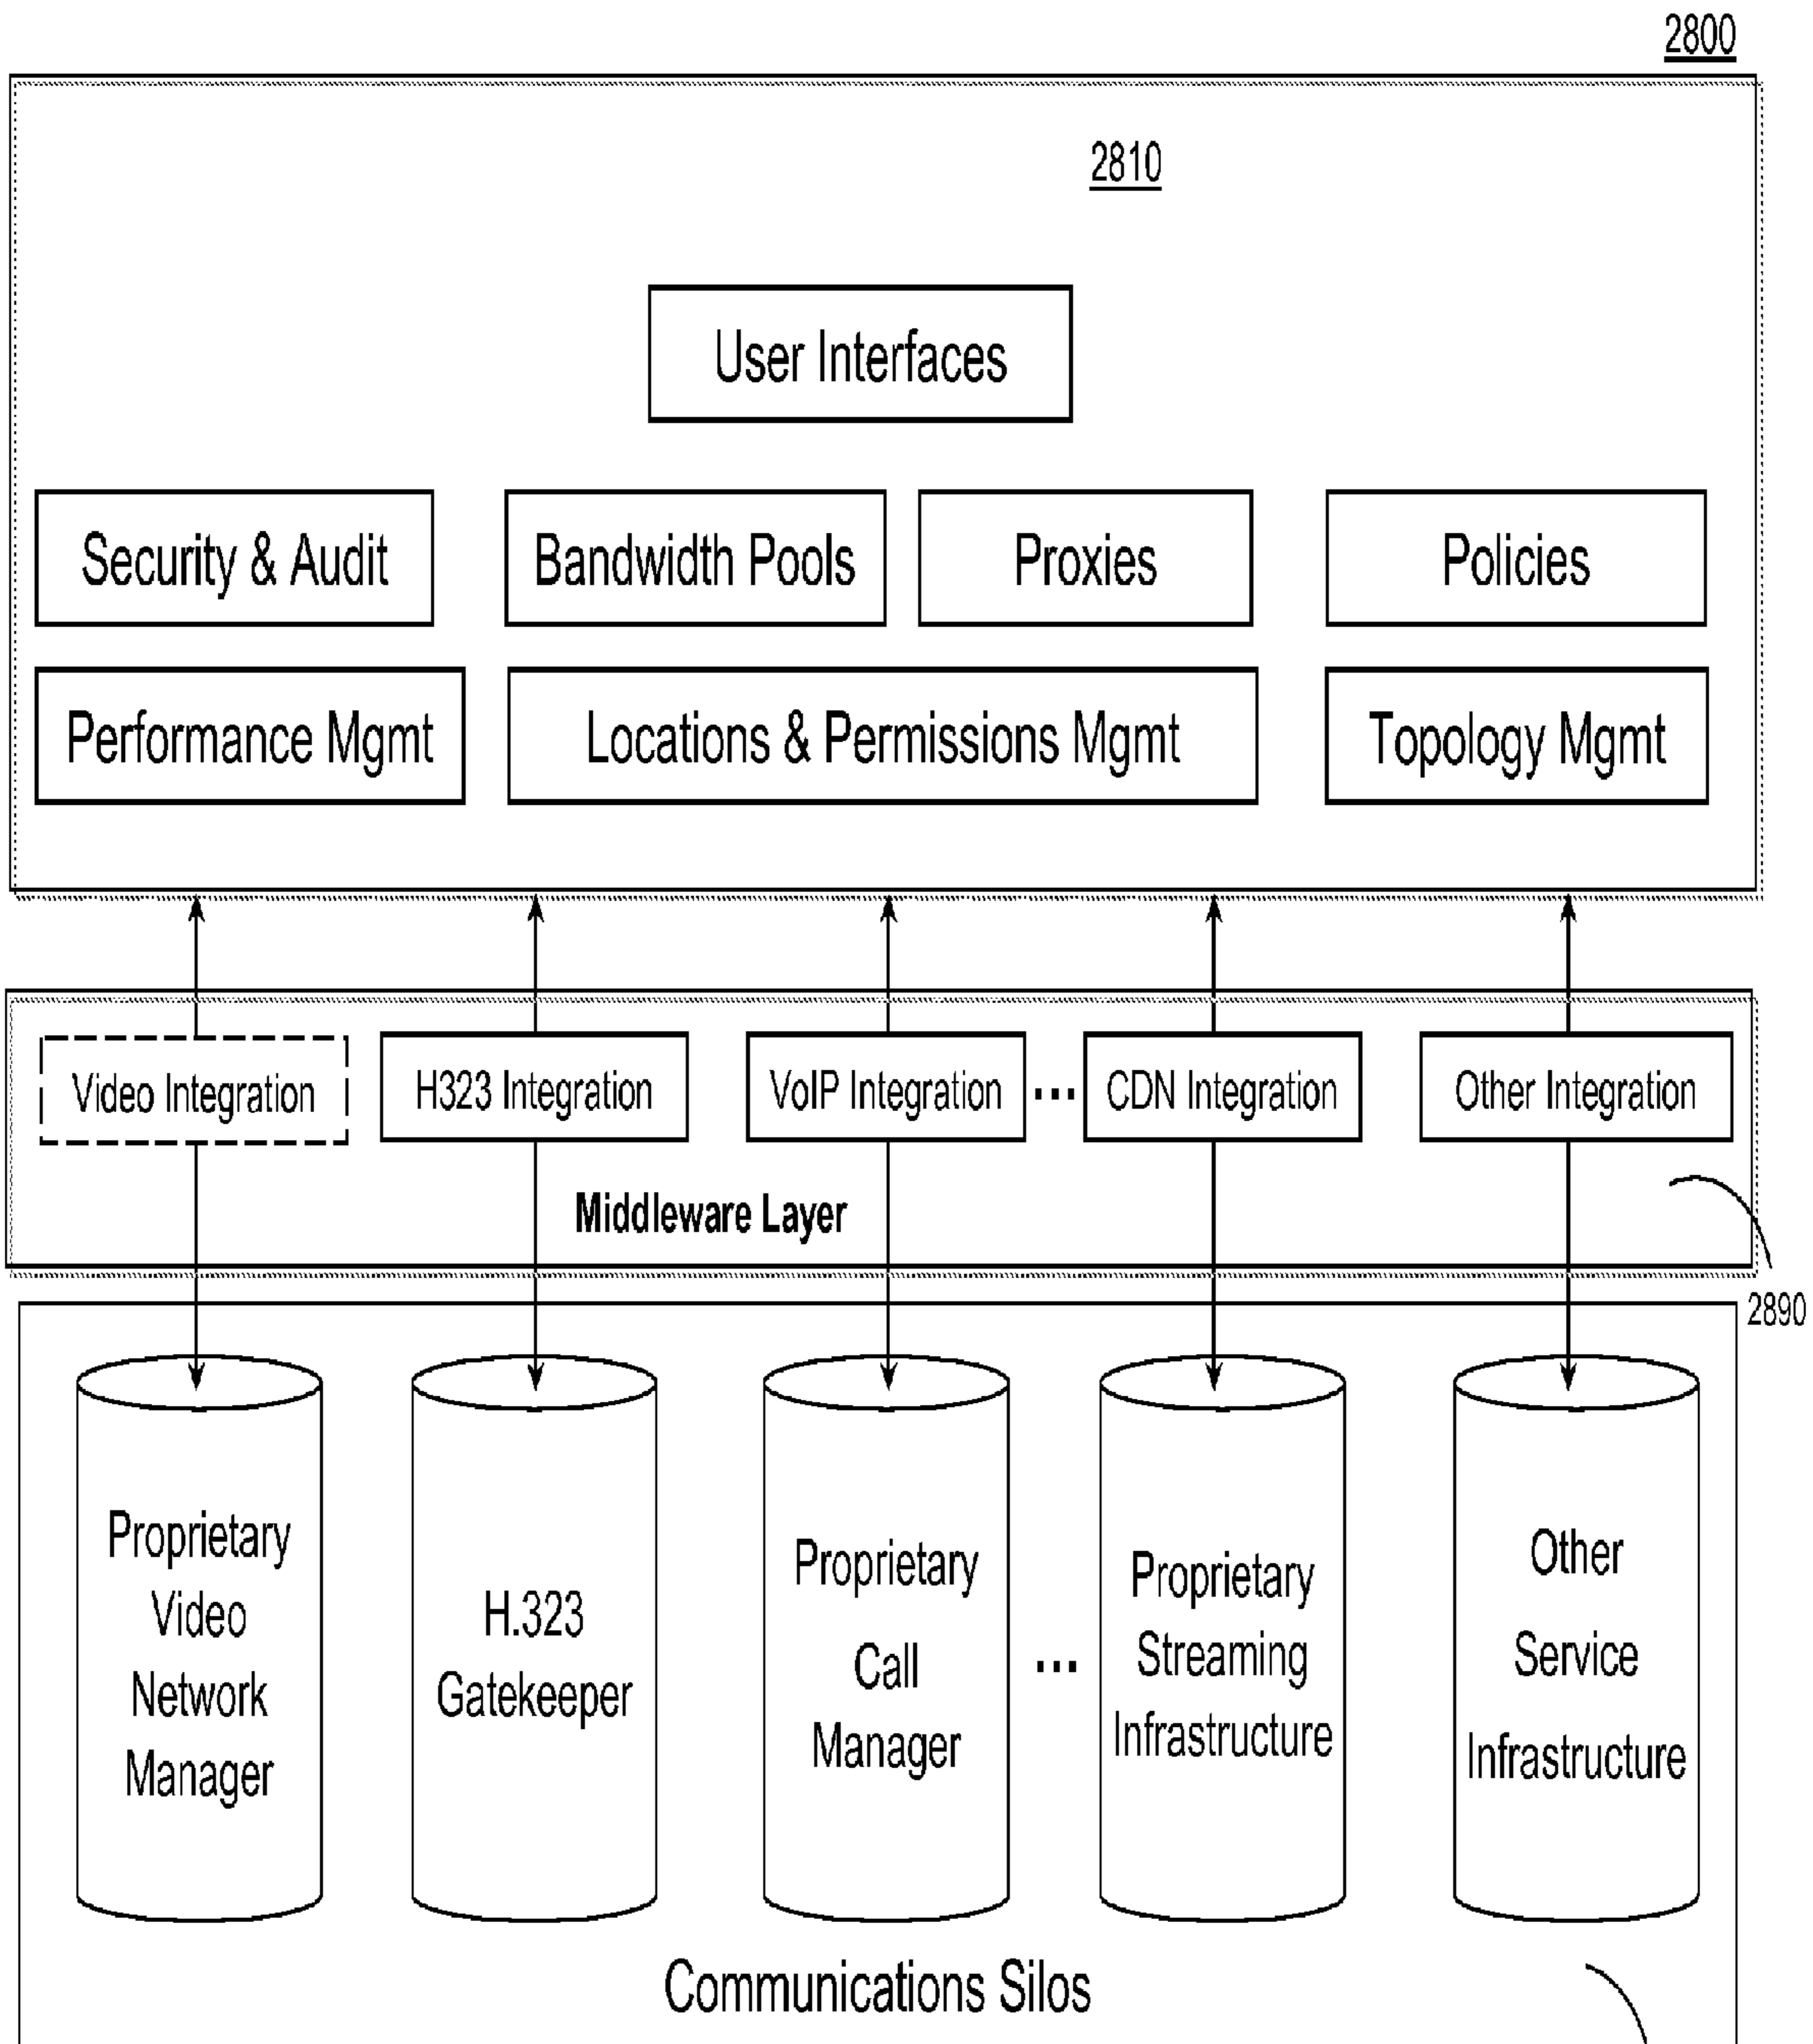 2800
2810
User Interfaces
Security & Audit
Bandwidth Pools
Proxies
Policies
Performance Mgmt
Locations & Permissions Mgmt
Topology Mgmt
Video Integration
H323 Integration
VoIP Integration
...
CDN Integration
Other Integration
Middleware Layer
2890
Proprietary
Video
Network
Manager
H.323
Gatekeeper
Proprietary
Call
Manager
...
Proprietary
Streaming
Infrastructure
Other
Service
Infrastructure
Communications Silos